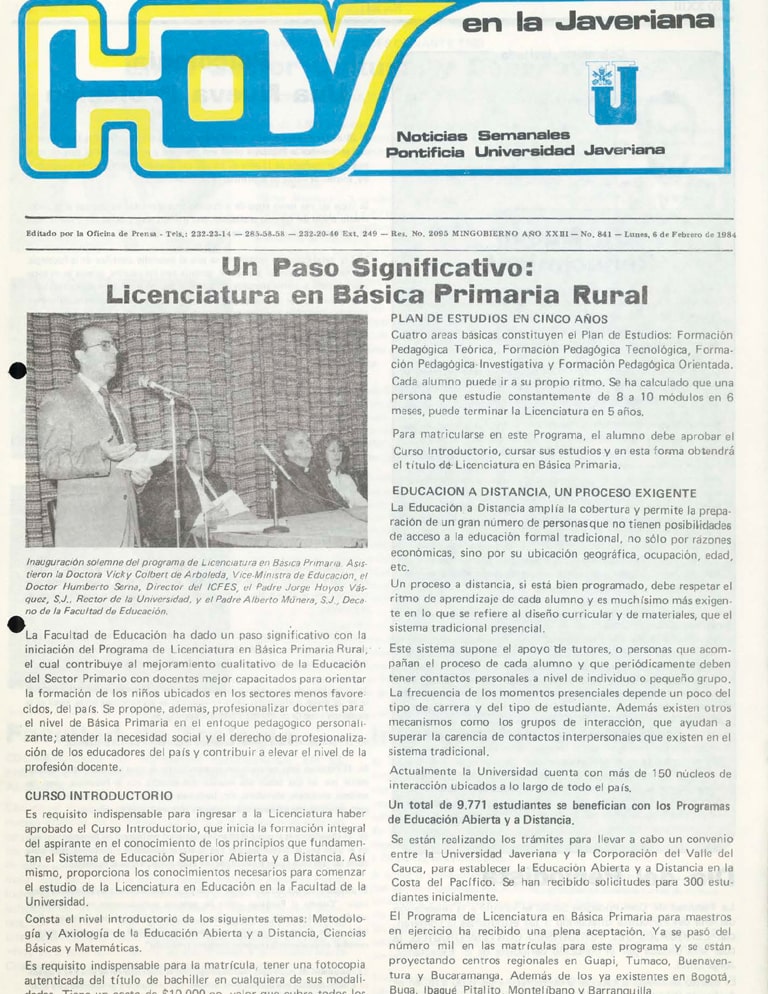 HOY
en la Javeriana
Noticias Semanales
Pontificia Universidad Javeriana
Editado por la Oficina de Prensa - Tels.: 232-23-14 — 285-58-58 — 232-20-40 Ext. 249 — Res. No. 2095 MINGOBIERNO AÑO XXIII — No. 841 — Lunes, 6 de Febrero de 1984
Un Paso Significativo:
Licenciatura en Básica Primaria Rural
Inauguración solemne del programa de Licenciatura en Básica Primaria. Asis-
tieron la Doctora Vicky Colbert de Arboleda, Vice-Ministra de Educación, el
Doctor Humberto Serna, Director del ICFES, el Padre Jorge Hoyos Vás-
quez, S.J., Rector de la Universidad, y el Padre Alberto Múnera, S.J., Deca-
no de la Facultad de Educación.
La Facultad de Educación ha dado un paso significativo con la
iniciación del Programa de Licenciatura en Básica Primaria Rural,
el cual contribuye al mejoramiento cualitativo de la Educación
del Sector Primario con docentes mejor capacitados para orientar
la formación de los niños ubicados en los sectores menos favore-
cidos, del país. Se propone, además, profesionalizar docentes para
el nivel de Básica Primaria en el enfoque pedagógico personali-
zante; atender la necesidad social y el derecho de profesionaliza-
ción de los educadores del país y contribuir a elevar el nivel de la
profesión docente.
CURSO INTRODUCTORIO
Es requisito indispensable para ingresar a la Licenciatura haber
aprobado el Curso Introductorio, que inicia la formación integral
del aspirante en el conocimiento de los principios que fundamen-
tan el Sistema de Educación Superior Abierta y a Distancia. Así
mismo, proporciona los conocimientos necesarios para comenzar
el estudio de la Licenciatura en Educación en la Facultad de la
Universidad.
Consta el nivel introductorio de los siguientes temas: Metodolo-
gía y Axiología de la Educación Abierta y a Distancia, Ciencias
Básicas y Matemáticas.
Es requisito indispensable para la matrícula, tener una fotocopia
autenticada del título de bachiller en cualquiera de sus modali-
dades. Tiene un costo de $10.000
PLAN DE ESTUDIOS EN CINCO AÑOS
Cuatro areas basicas constituyen el Plan de Estudios: Formación
Pedagógica Teòrica, Formación Pedagógica Tecnológica, Forma-
ción Pedagógica-Investigativa y Formación Pedagógica Orientada.
Cada alumno puede ir a su propio ritmo. Se ha calculado que una
persona que estudie constantemente de 8 a 10 módulos en 6
meses, puede terminar la Licenciatura en 5 años.
Para matricularse en este Programa, el alumno debe aprobar el
Curso Introductorio, cursar sus estudios y en esta forma obtendrá
el título de Licenciatura en Básica Primaria.
EDUCACION A DISTANCIA, UN PROCESO EXIGENTE
La Educación a Distancia amplía la cobertura y permite la prepa-
ración de un gran número de personas que no tienen posibilidades
de acceso a la educación formal tradicional, no sólo por razones
económicas, sino por su ubicación geográfica, ocupación, edad,
etc.
Un proceso a distancia, si está bien programado, debe respetar el
ritmo de aprendizaje de cada alumno y es muchísimo más exigen-
te en lo que se refiere al diseño curricular y de materiales, que el
sistema tradicional presencial.
Este sistema supone el apoyo de tutores, o personas que acom-
pañan el proceso de cada alumno y que periódicamente deben
tener contactos personales a nivel de individuo o pequeño grupo.
La frecuencia de los momentos presenciales depende un poco del
tipo de carrera y del tipo de estudiante. Además existen otros
mecanismos como los grupos de interacción, que ayudan a
superar la carencia de contactos interpersonales que existen en el
sistema tradicional.
Actualmente la Universidad cuenta con más de 150 núcleos de
interacción ubicados a lo largo de todo el país.
Un total de 9.771 estudiantes se benefician con los Programas
de Educación Abierta y a Distancia.
Se están realizando los trámites para llevar a cabo un convenio
entre la Universidad Javeriana y la Corporación del Valle del
Cauca, para establecer la Educación Abierta y a Distancia en la
Costa del Pacífico. Se han recibido solicitudes para 300 estu-
diantes inicialmente.
El Programa de Licenciatura en Básica Primaria para maestros
en ejercicio ha recibido una plena aceptación. Ya se pasó del
número mil en las matrículas para este programa y se están
proyectando centros regionales en Guapi, Tumaco, Buenaven-
tura y Bucaramanga. Además de los ya existentes en Bogotá,
Buga, Ibagué Pitalito, Montelíbano y Barranquilla